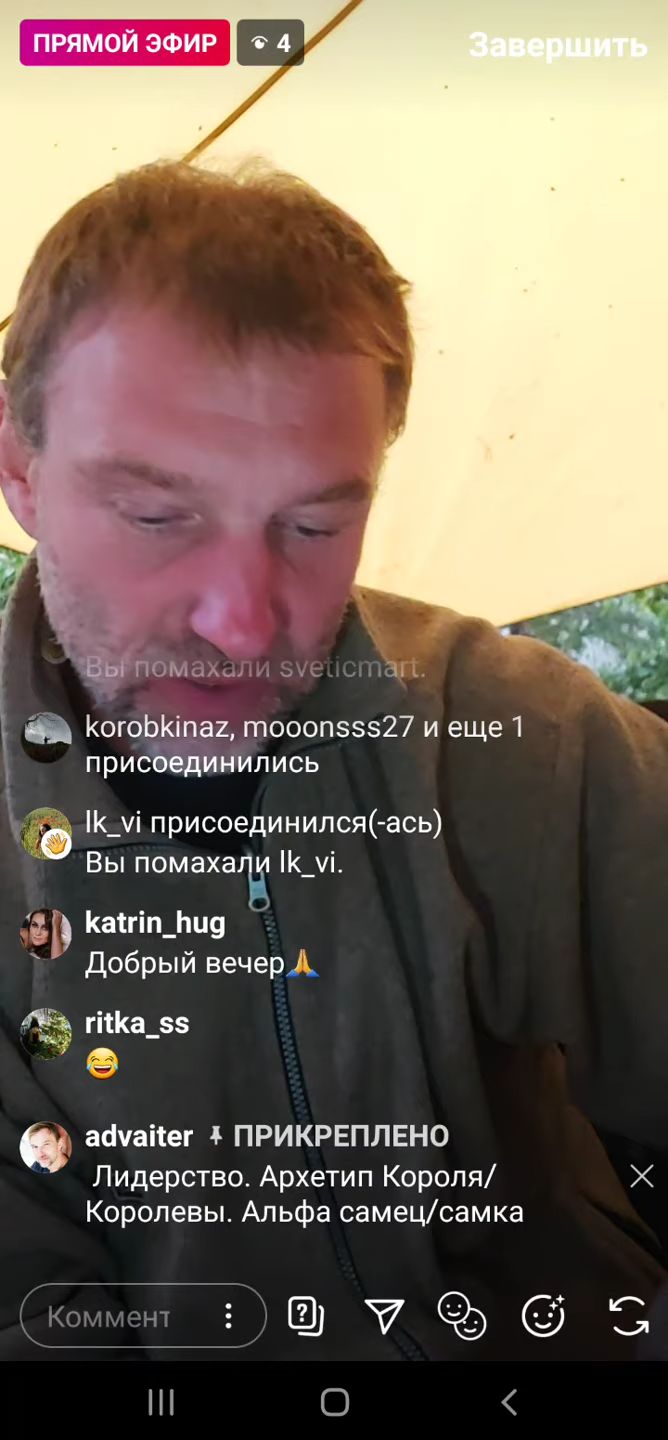 ПРЯМОЙ ЭФИР 4 Завершить
Вы помахали sveticmart.
korobkinaz, mooonsss27 и еще 1
присоединились
lk_vi присоединился(-ась)
Вы помахали lk_vi.
katrin_hug
Добрый вечер🙏
ritka_ss
😂
advaiter ПРИКРЕПЛЕНО
Лидерство. Архетип Короля/
Королевы. Альфа самец/самка
Коммент